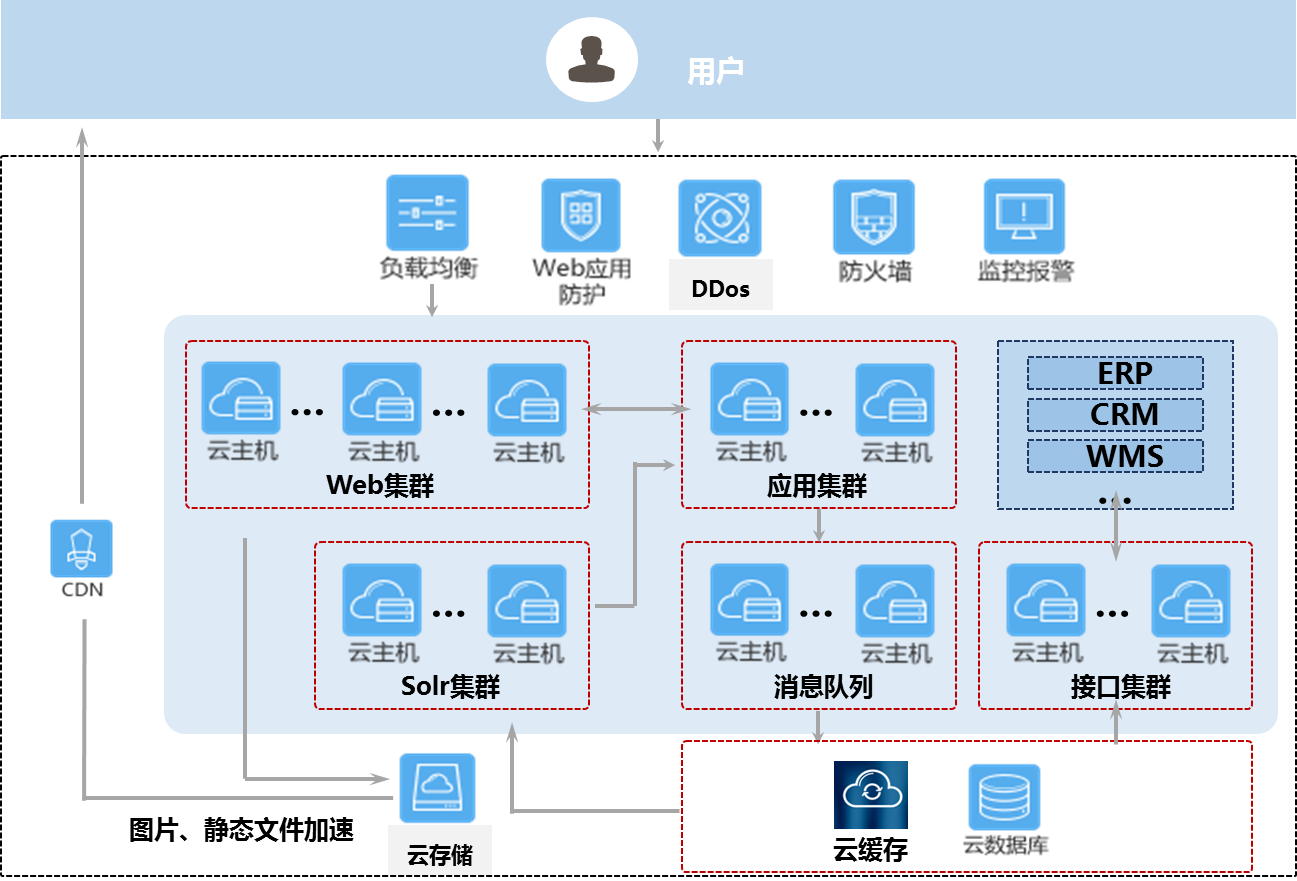 用户
负载均衡
Web应用
防护
DDos
防火墙
监控报警
云主机
...
云主机
...
云主机
Web集群
云主机
...
云主机
应用集群
ERP
CRM
WMS
...
CDN
云主机
...
云主机
Solr集群
云主机
...
云主机
消息队列
云主机
...
云主机
接口集群
图片、静态文件加速
云存储
云缓存
云数据库